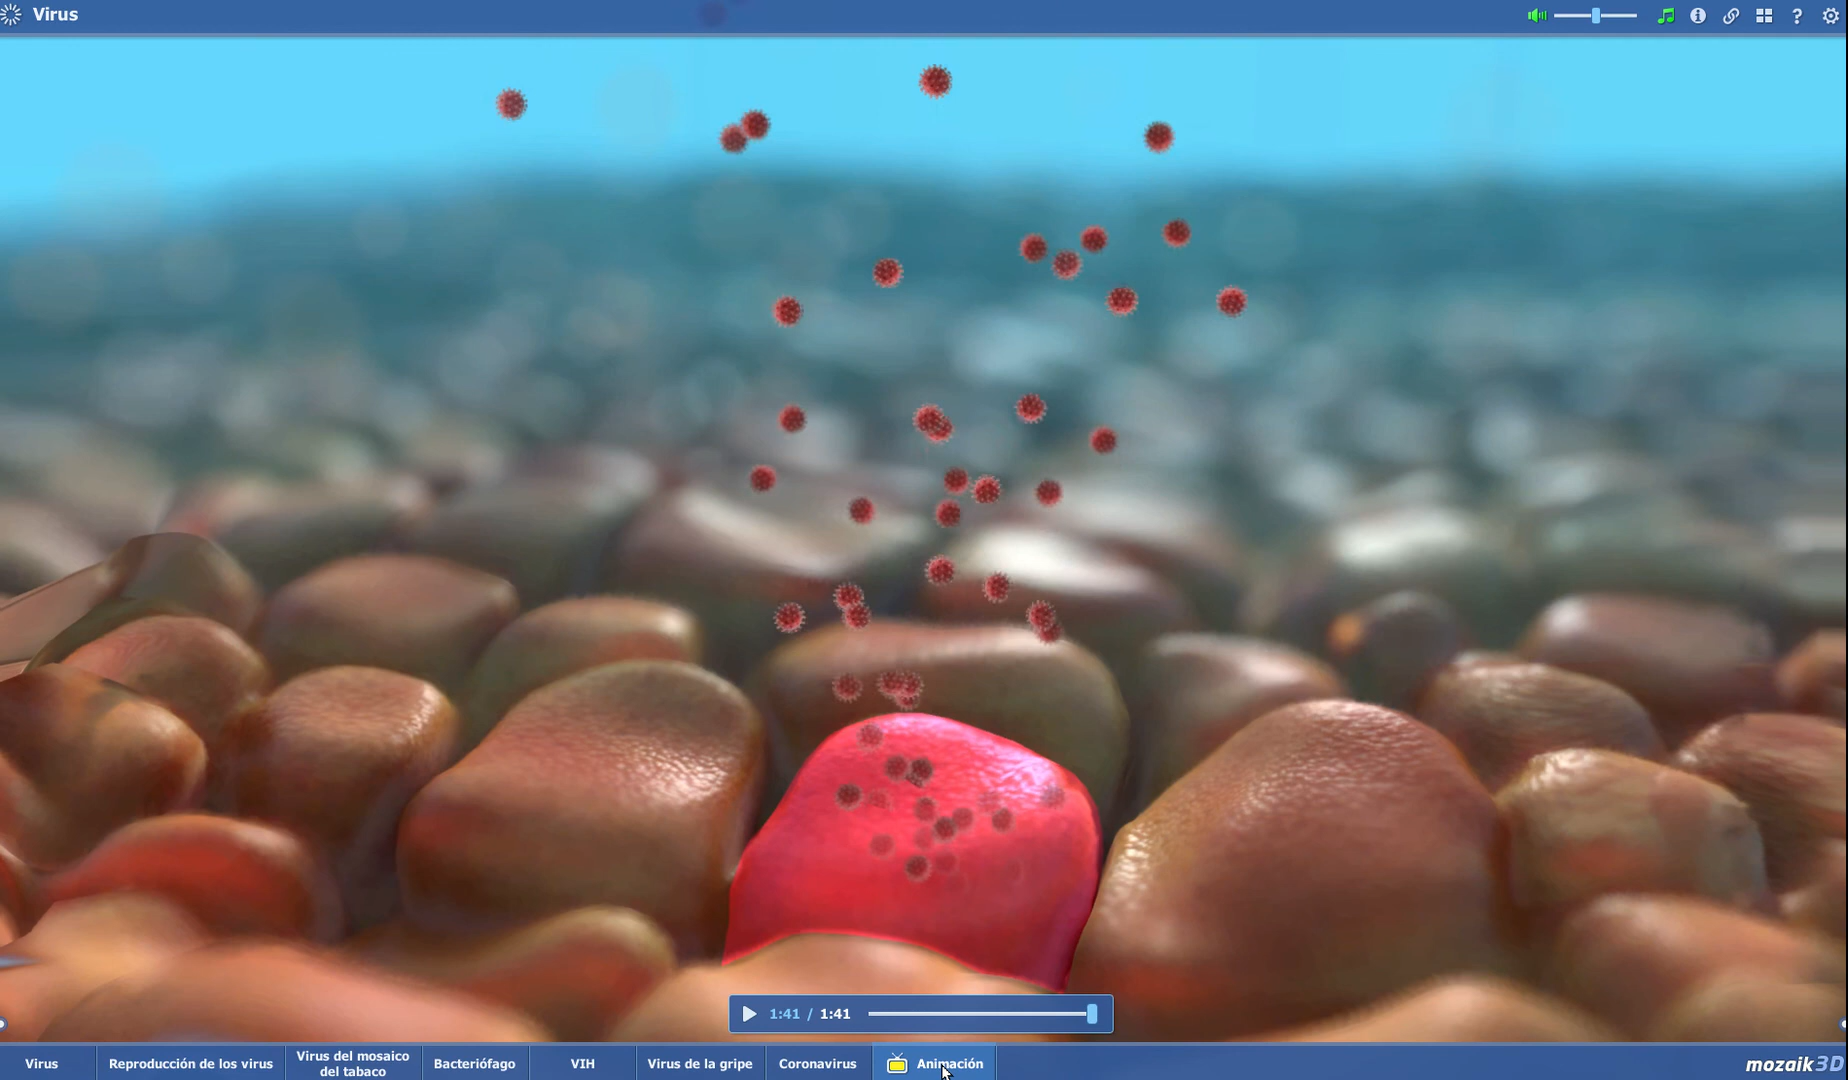 Virus
1:41 / 1:41
Virus
Reproducción de los virus
Virus del mosaico
del tabaco
Bacteriófago
VIH
Virus de la gripe
Coronavirus
Animación
mozaik3D